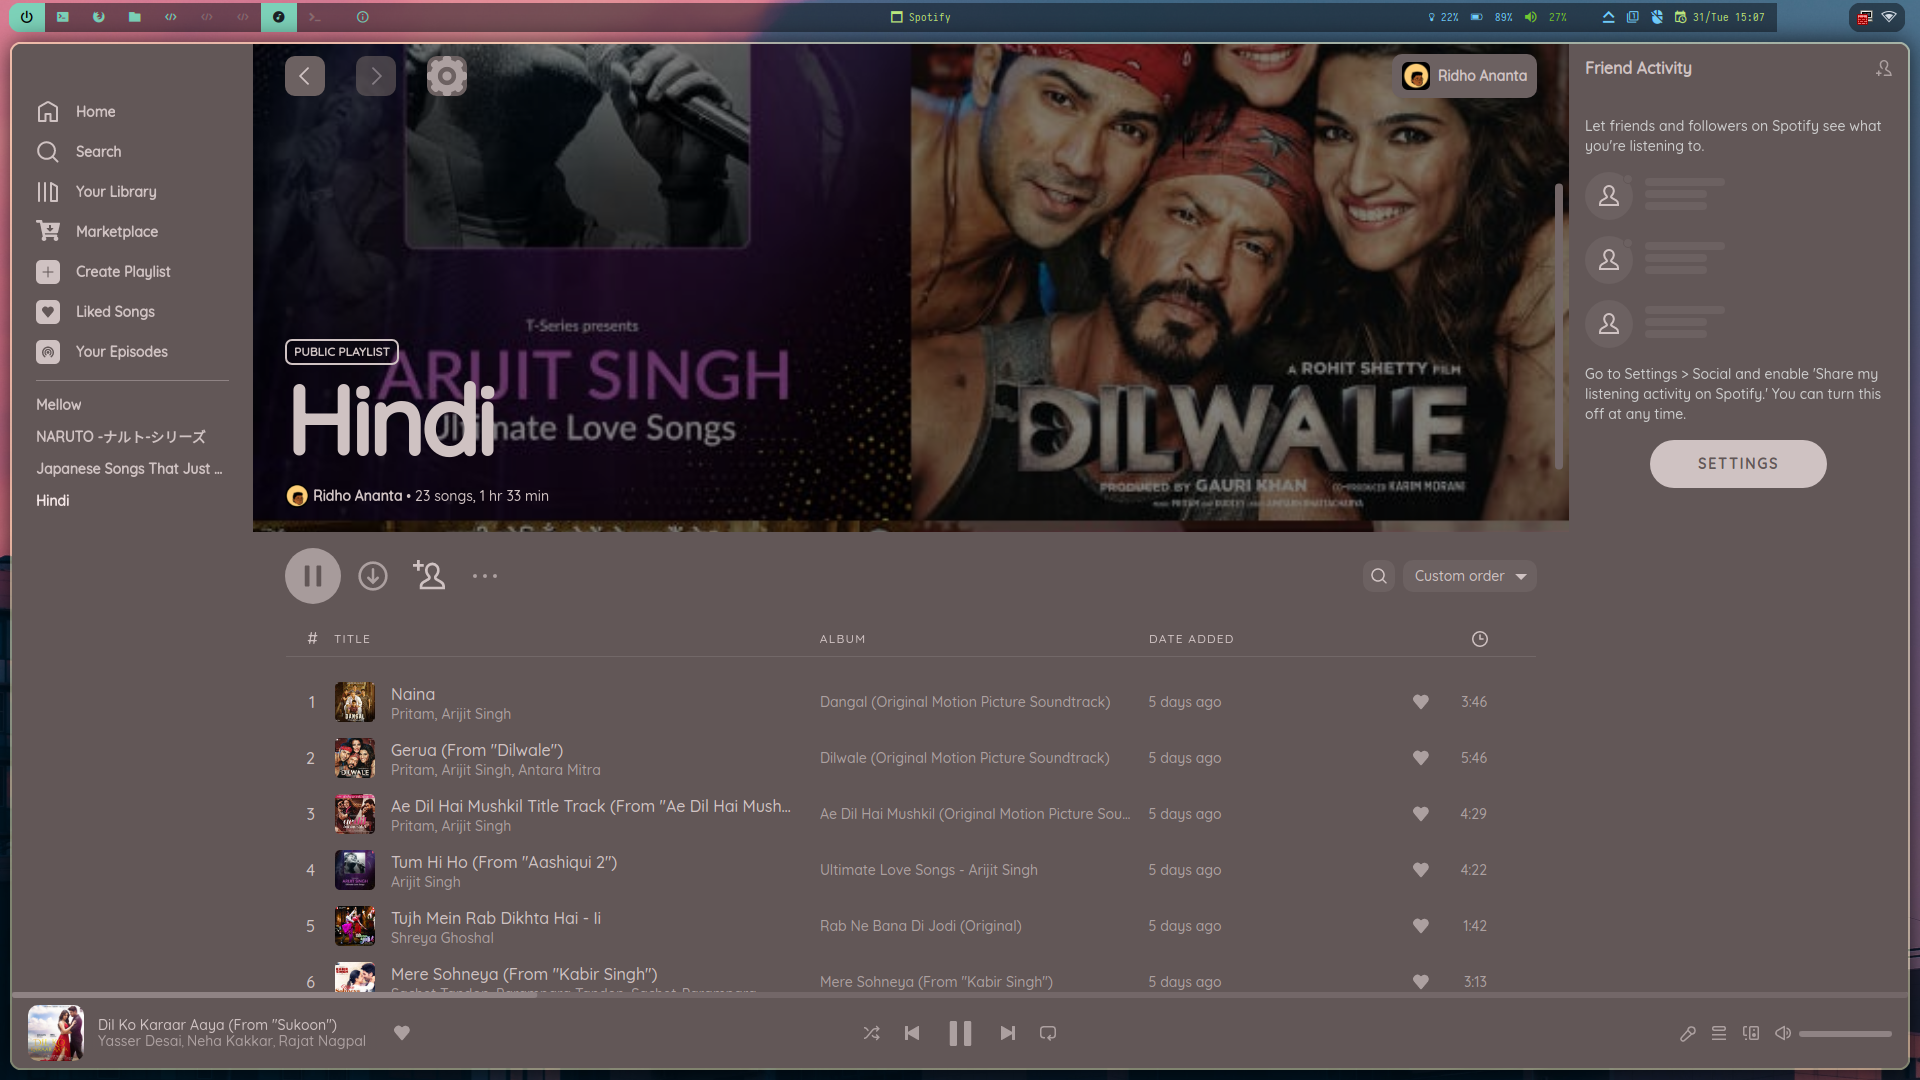 Spotify
22%
89%
27%
31/Tue 15:07
Home
Search
Your Library
Marketplace
Create Playlist
Liked Songs
Your Episodes
Mellow
NARUTO -ナルト-シリーズ
Japanese Songs That Just ...
Hindi
Ridho Ananta
T-Series presents
ARIJIT SINGH
Ultimate Love Songs
A ROHIT SHETTY FILM
DILWALE
PRODUCED BY GAURI KHAN CO-PRODUCER KARIM MORANI
PUBLIC PLAYLIST
Hindi
Ridho Ananta • 23 songs, 1 hr 33 min
Friend Activity
Let friends and followers on Spotify see what
you're listening to.
Go to Settings > Social and enable 'Share my
listening activity on Spotify.' You can turn this
off at any time.
SETTINGS
Custom order
# TITLE ALBUM DATE ADDED
1 Naina Dangal (Original Motion Picture Soundtrack) 5 days ago 3:46
Pritam, Arijit Singh
2 Gerua (From "Dilwale") Dilwale (Original Motion Picture Soundtrack) 5 days ago 5:46
Pritam, Arijit Singh, Antara Mitra
3 Ae Dil Hai Mushkil Title Track (From "Ae Dil Hai Mush... Ae Dil Hai Mushkil (Original Motion Picture Sou... 5 days ago 4:29
Pritam, Arijit Singh
4 Tum Hi Ho (From "Aashiqui 2") Ultimate Love Songs - Arijit Singh 5 days ago 4:22
Arijit Singh
5 Tujh Mein Rab Dikhta Hai - Ii Rab Ne Bana Di Jodi (Original) 5 days ago 1:42
Shreya Ghoshal
6 Mere Sohneya (From "Kabir Singh") Mere Sohneya (From "Kabir Singh") 5 days ago 3:13
Sachet Tandon, Parampara Tandon, Sachet-Parampara
Dil Ko Karaar Aaya (From "Sukoon")
Yasser Desai, Neha Kakkar, Rajat Nagpal